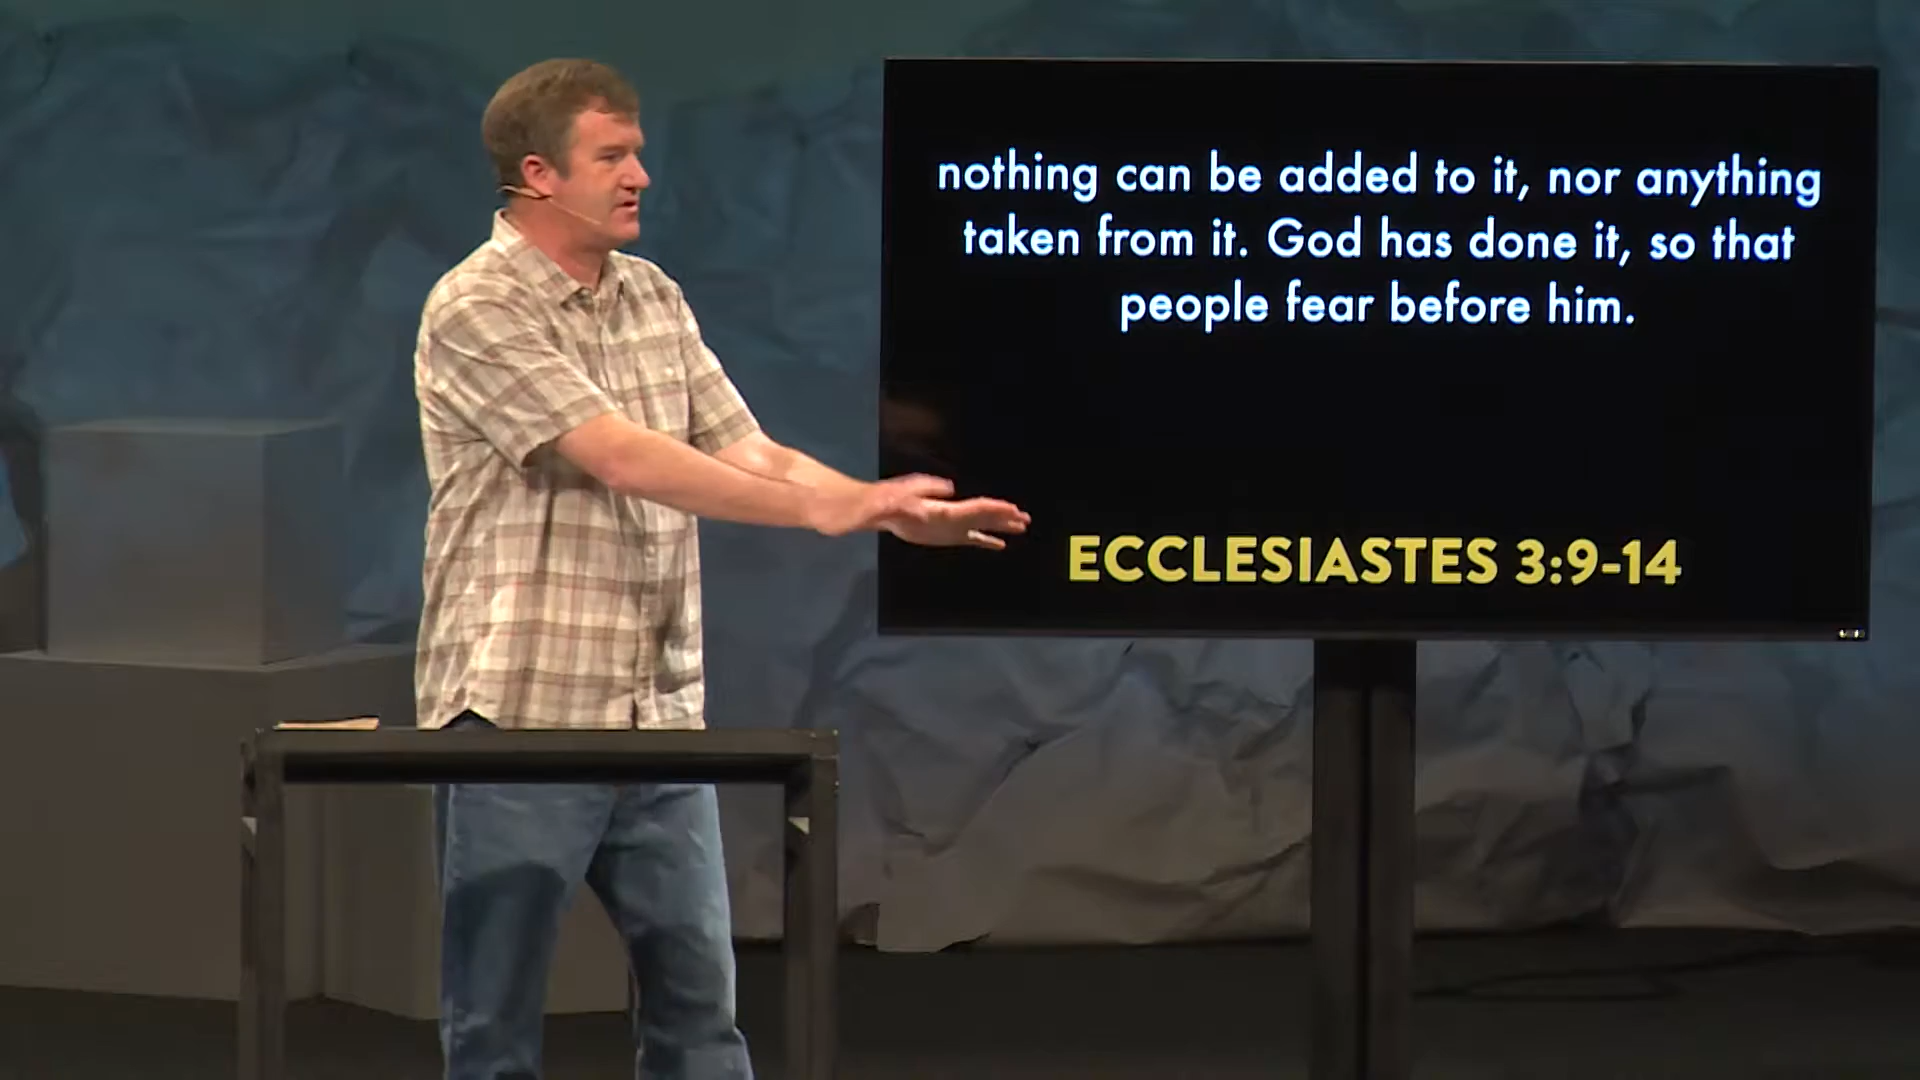 nothing can be added to it, nor anything
taken from it. God has done it, so that
people fear before him.
ECCLESIASTES 3:9-14